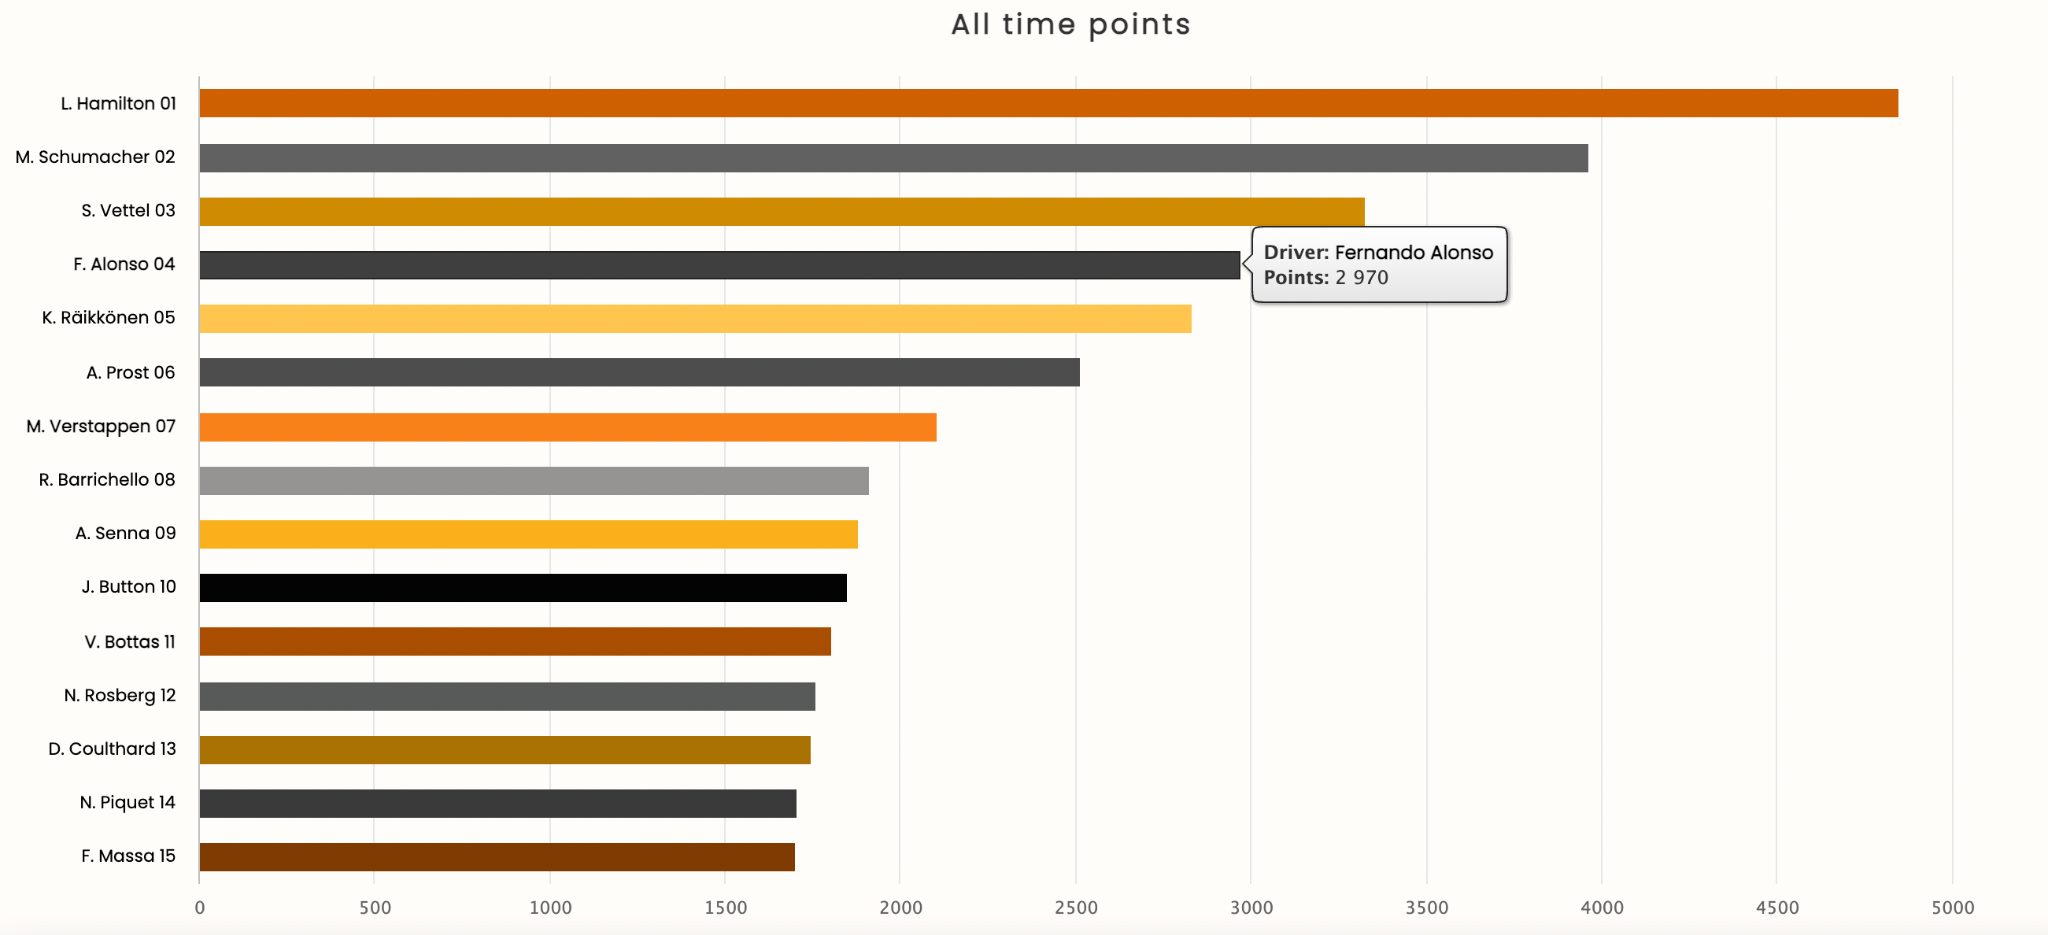 All time points
L. Hamilton 01
M. Schumacher 02
S. Vettel 03
F. Alonso 04
Driver: Fernando Alonso
Points: 2 970
K. Räikkönen 05
A. Prost 06
M. Verstappen 07
R. Barrichello 08
A. Senna 09
J. Button 10
V. Bottas 11
N. Rosberg 12
D. Coulthard 13
N. Piquet 14
F. Massa 15
0 500 1000 1500 2000 2500 3000 3500 4000 4500 5000